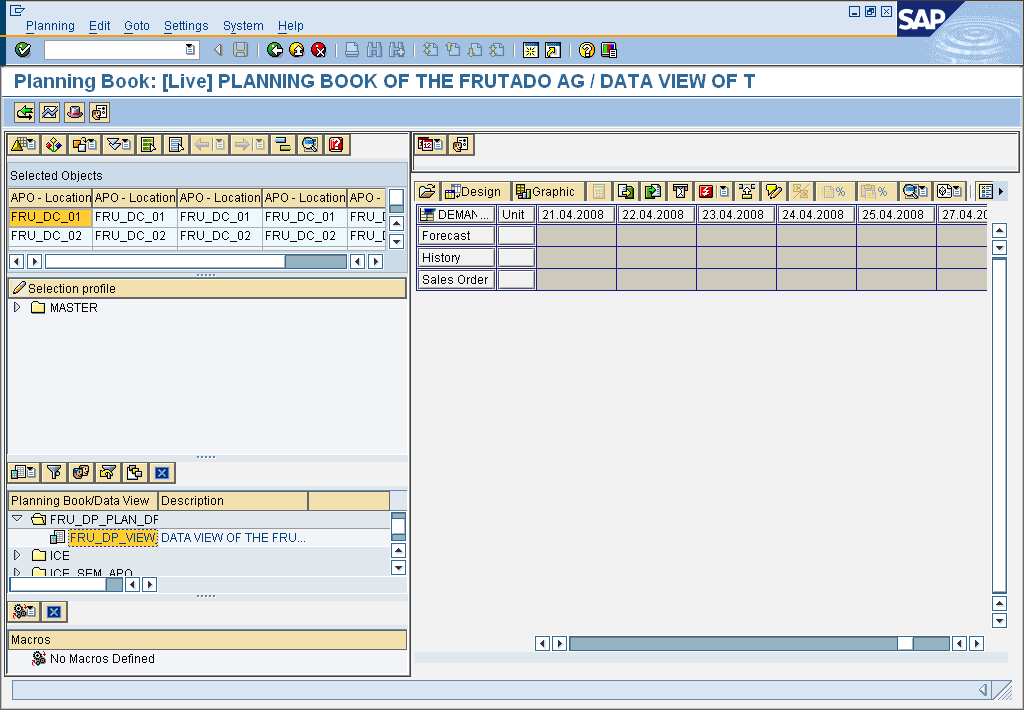 Planning Edit Goto Settings System Help
SAP
Planning Book: [Live] PLANNING BOOK OF THE FRUTADO AG / DATA VIEW OF T
Selected Objects
APO - Location APO - Location APO - Location APO - Location APO -
FRU_DC_01 FRU_DC_01 FRU_DC_01 FRU_DC_01
FRU_DC_02 FRU_DC_02 FRU_DC_02 FRU_DC_02
Selection profile
MASTER
Planning Book/Data View Description
FRU_DP_PLAN_DF
FRU_DP_VIEW DATA VIEW OF THE FRU...
ICE
ICE_SEM_APO
Macros
No Macros Defined
Design Graphic
DEMAN... Unit 21.04.2008 22.04.2008 23.04.2008 24.04.2008 25.04.2008 27.04.20
Forecast
History
Sales Order